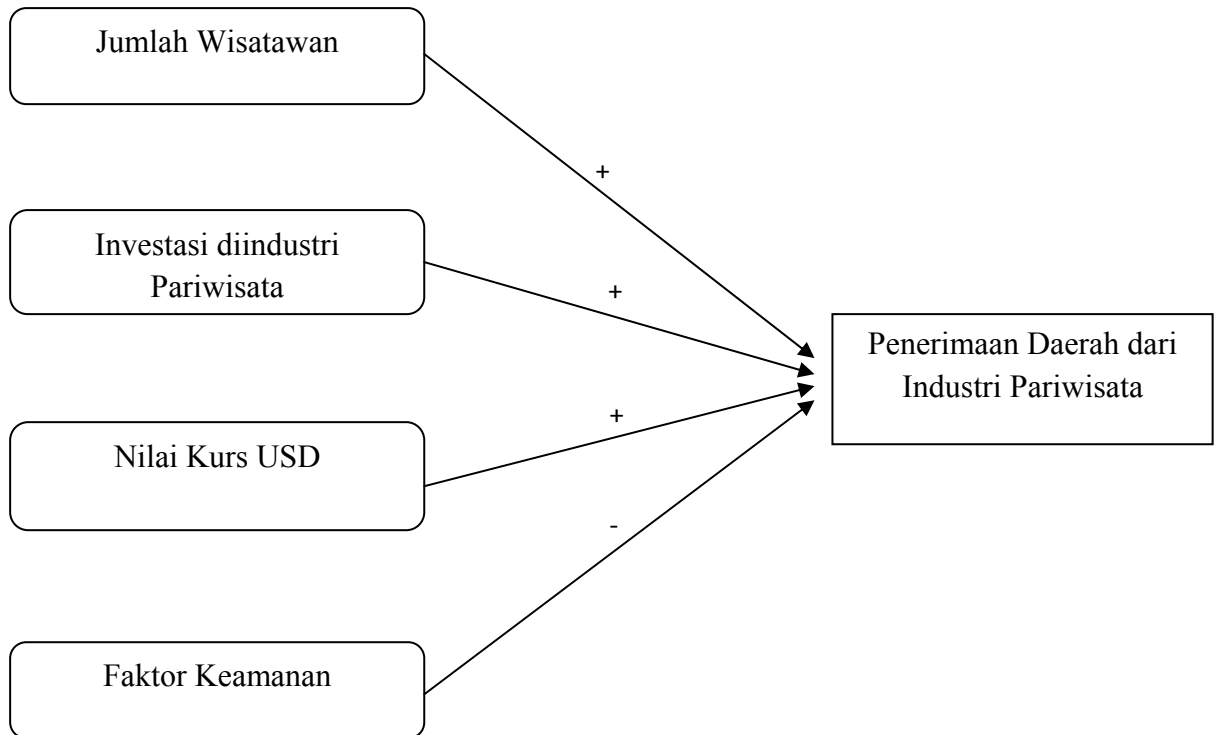 Jumlah Wisatawan
+
Investasi diindustri
Pariwisata
+
Penerimaan Daerah dari
Industri Pariwisata
+
Nilai Kurs USD
-
Faktor Keamanan